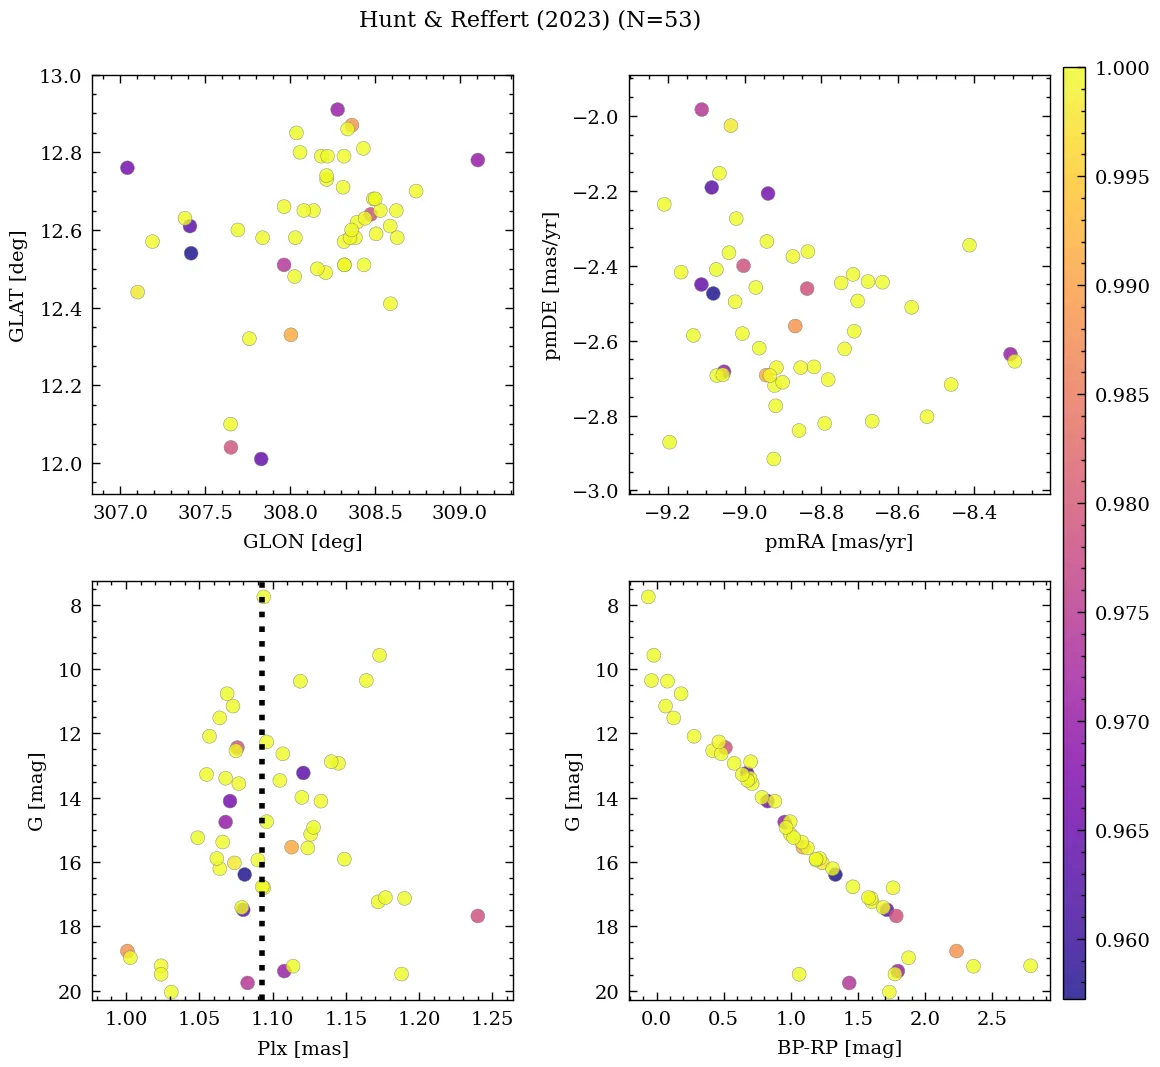 Hunt & Reffert (2023) (N=53)
13.0
12.8
12.6
12.4
12.2
12.0
GLAT [deg]
307.0 307.5 308.0 308.5 309.0
GLON [deg]
−2.0
−2.2
−2.4
−2.6
−2.8
−3.0
pmDE [mas/yr]
−9.2 −9.0 −8.8 −8.6 −8.4
pmRA [mas/yr]
8
10
12
14
16
18
20
G [mag]
1.00 1.05 1.10 1.15 1.20 1.25
Plx [mas]
8
10
12
14
16
18
20
G [mag]
0.0 0.5 1.0 1.5 2.0 2.5
BP-RP [mag]
1.000
0.995
0.990
0.985
0.980
0.975
0.970
0.965
0.960